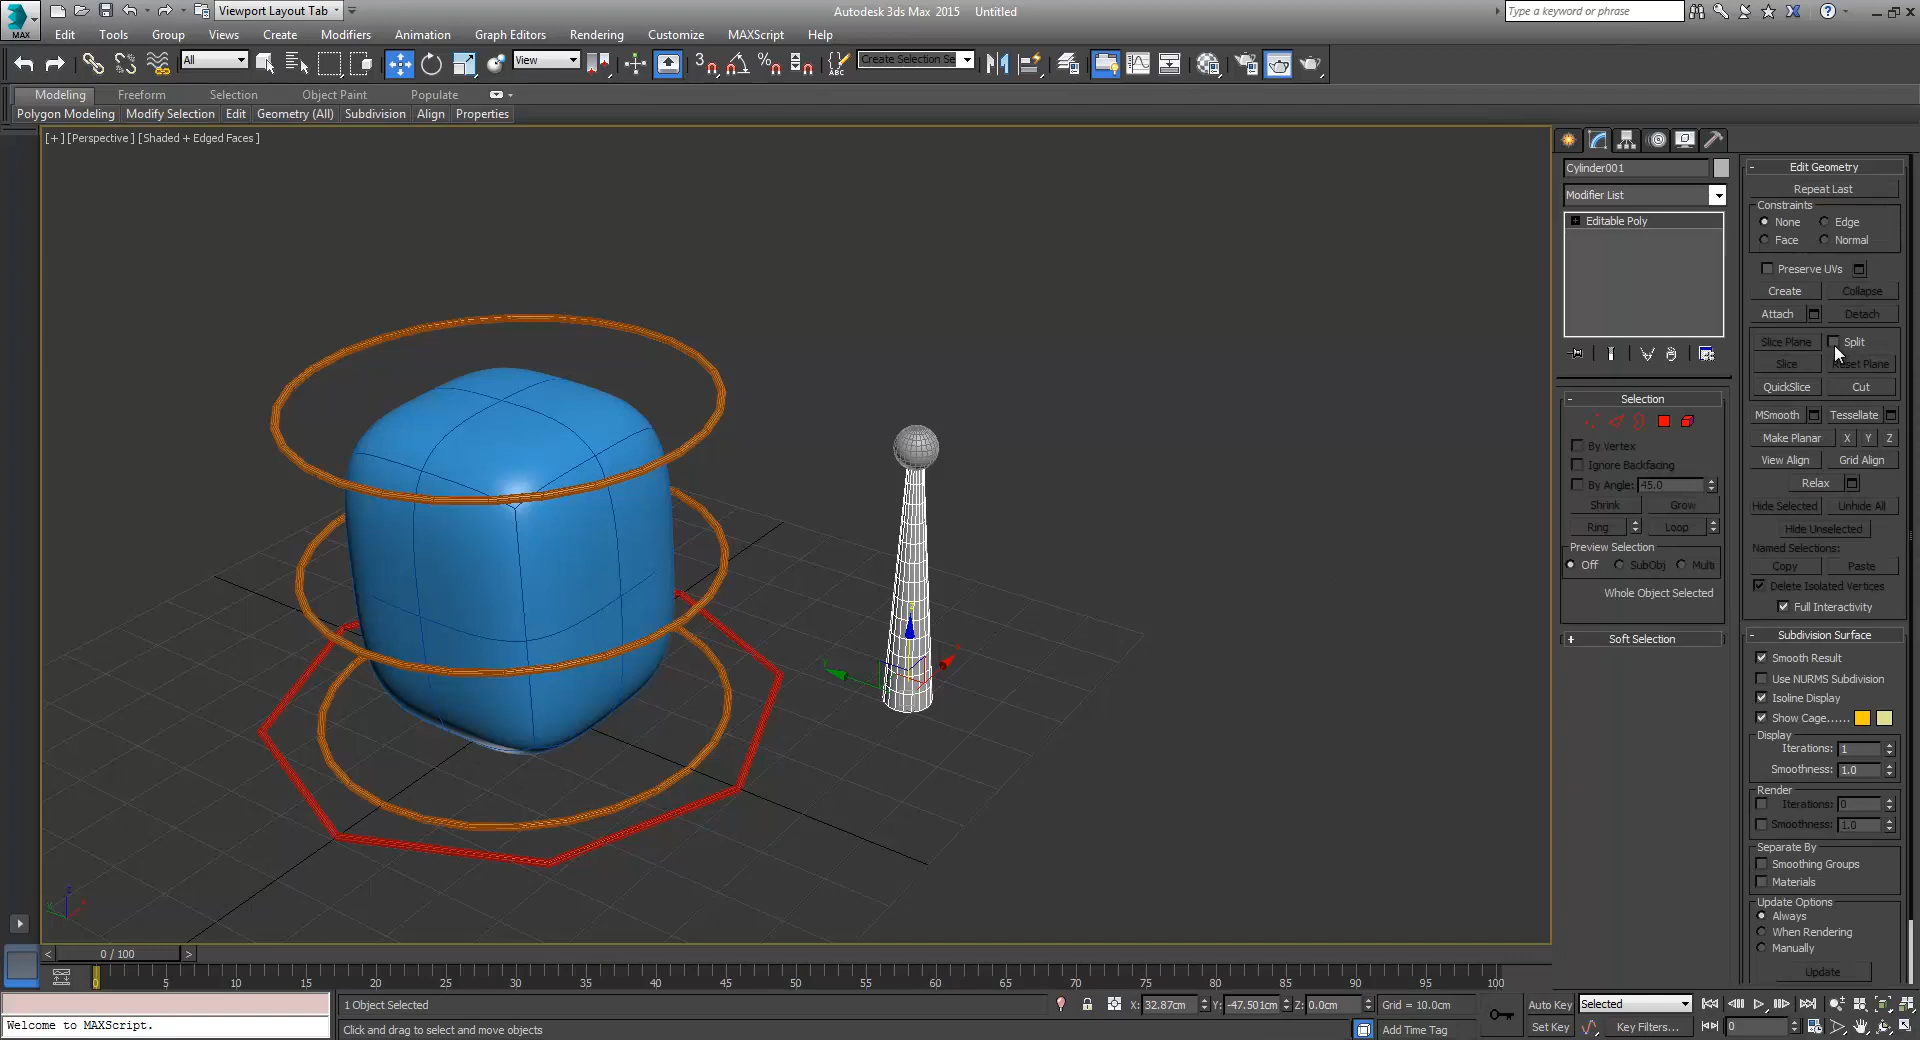 MAX
Viewport Layout Tab
Autodesk 3ds Max 2015 Untitled
Type a keyword or phrase
Edit Tools Group Views Create Modifiers Animation Graph Editors Rendering Customize MAXScript Help
All
View
3
ABC
Create Selection Se
Modeling Freeform Selection Object Paint Populate
Polygon Modeling Modify Selection Edit Geometry (All) Subdivision Align Properties
[+][Perspective][Shaded + Edged Faces]
Cylinder001
Modifier List
Editable Poly
Selection
By Vertex
Ignore Backfacing
By Angle: 45.0
Shrink Grow
Ring Loop
Preview Selection
Off SubObj Multi
Whole Object Selected
Soft Selection
Edit Geometry
Repeat Last
Constraints
None Edge
Face Normal
Preserve UVs
Create Collapse
Attach Detach
Slice Plane Split
Slice Reset Plane
QuickSlice Cut
MSmooth Tessellate
Make Planar X Y Z
View Align Grid Align
Relax
Hide Selected Unhide All
Hide Unselected
Named Selections:
Copy Paste
Delete Isolated Vertices
Full Interactivity
Subdivision Surface
Smooth Result
Use NURMS Subdivision
Isoline Display
Show Cage......
Display
Iterations: 1
Smoothness: 1.0
Render
Iterations: 0
Smoothness: 1.0
Separate By
Smoothing Groups
Materials
Update Options
Always
When Rendering
Manually
Update
< 0 / 100 >
0 5 10 15 20 25 30 35 40 45 50 55 60 65 70 75 80 85 90 95 100
1 Object Selected
X: 32.87cm Y: -47.501cm Z: 0.0cm Grid = 10.0cm
Auto Key Selected
Welcome to MAXScript.
Click and drag to select and move objects
Add Time Tag
Set Key Key Filters... 0